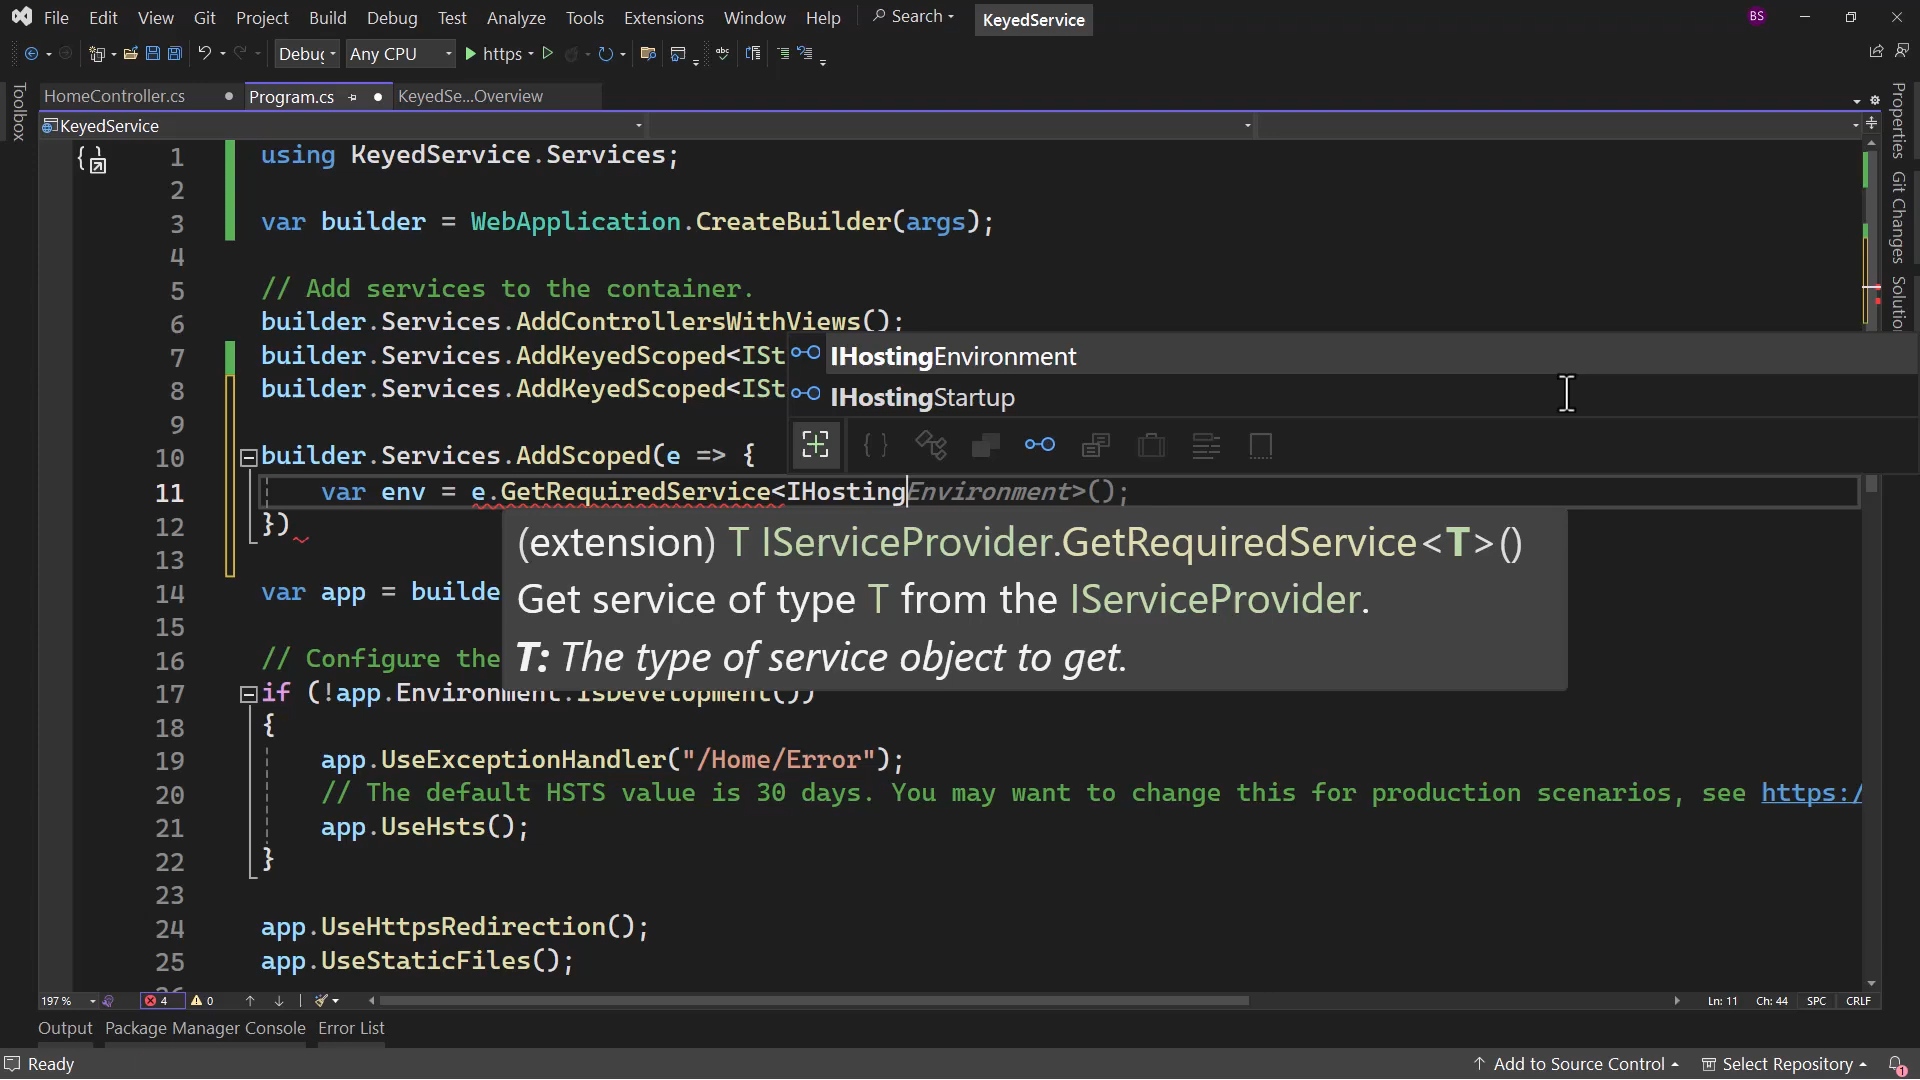 File Edit View Git Project Build Debug Test Analyze Tools Extensions Window Help Search KeyedService BS
Debug Any CPU https
HomeController.cs Program.cs KeyedSe...Overview
KeyedService
Toolbox
Properties
Git Changes
1 using KeyedService.Services;
2
3 var builder = WebApplication.CreateBuilder(args);
4
5 // Add services to the container.
6 builder.Services.AddControllersWithViews();
7 builder.Services.AddKeyedScoped<ISt
8 builder.Services.AddKeyedScoped<ISt
IHostingEnvironment
IHostingStartup
9
10 builder.Services.AddScoped(e => {
11 var env = e.GetRequiredService<IHostingEnvironment>();
12 })
(extension) T IServiceProvider.GetRequiredService<T>()
Get service of type T from the IServiceProvider.
T: The type of service object to get.
13
14 var app = builde
15
16 // Configure the
17 if (!app.Environment.IsDevelopment())
18 {
19 app.UseExceptionHandler("/Home/Error");
20 // The default HSTS value is 30 days. You may want to change this for production scenarios, see https:/
21 app.UseHsts();
22 }
23
24 app.UseHttpsRedirection();
25 app.UseStaticFiles();
197 % 4 0 Ln: 11 Ch: 44 SPC CRLF
Output Package Manager Console Error List
Ready Add to Source Control Select Repository 1